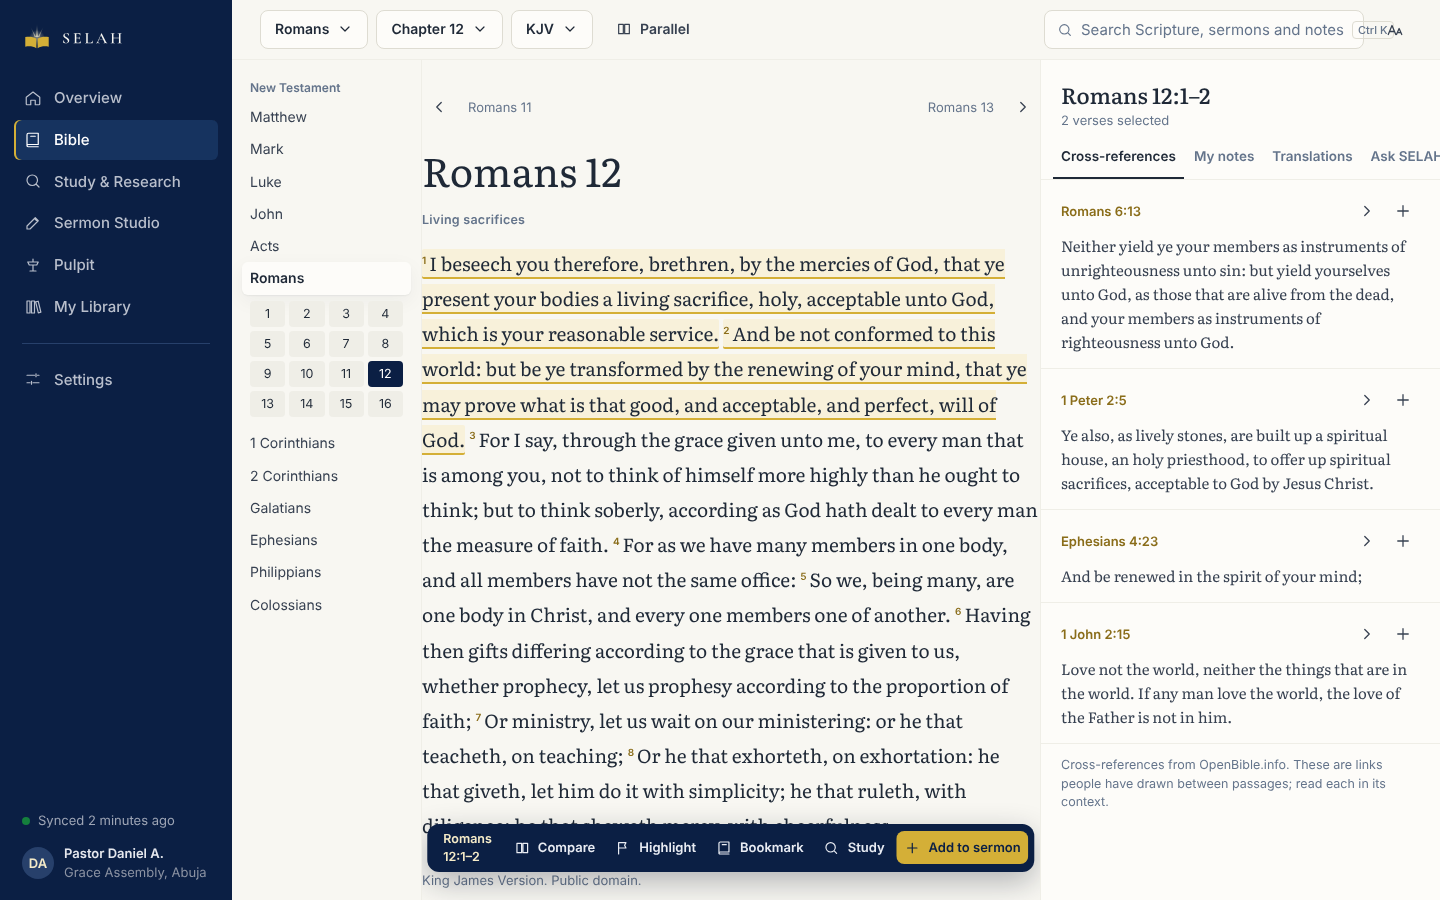 SELAH
Overview
Bible
Study & Research
Sermon Studio
Pulpit
My Library
Settings
Synced 2 minutes ago
DA
Pastor Daniel A.
Grace Assembly, Abuja
Romans
Chapter 12
KJV
Parallel
Search Scripture, sermons and notes
Ctrl K
AA
New Testament
Matthew
Mark
Luke
John
Acts
Romans
1 2 3 4
5 6 7 8
9 10 11 12
13 14 15 16
1 Corinthians
2 Corinthians
Galatians
Ephesians
Philippians
Colossians
Romans 11
Romans 13
Romans 12
Living sacrifices
1 I beseech you therefore, brethren, by the mercies of God, that ye
present your bodies a living sacrifice, holy, acceptable unto God,
which is your reasonable service. 2 And be not conformed to this
world: but be ye transformed by the renewing of your mind, that ye
may prove what is that good, and acceptable, and perfect, will of
God. 3 For I say, through the grace given unto me, to every man that
is among you, not to think of himself more highly than he ought to
think; but to think soberly, according as God hath dealt to every man
the measure of faith. 4 For as we have many members in one body,
and all members have not the same office: 5 So we, being many, are
one body in Christ, and every one members one of another. 6 Having
then gifts differing according to the grace that is given to us,
whether prophecy, let us prophesy according to the proportion of
faith; 7 Or ministry, let us wait on our ministering: or he that
teacheth, on teaching; 8 Or he that exhorteth, on exhortation: he
that giveth, let him do it with simplicity; he that ruleth, with
Romans
12:1–2
Compare
Highlight
Bookmark
Study
Add to sermon
King James Version. Public domain.
Romans 12:1–2
2 verses selected
Cross-references
My notes
Translations
Ask SELAH
Romans 6:13
Neither yield ye your members as instruments of
unrighteousness unto sin: but yield yourselves
unto God, as those that are alive from the dead,
and your members as instruments of
righteousness unto God.
1 Peter 2:5
Ye also, as lively stones, are built up a spiritual
house, an holy priesthood, to offer up spiritual
sacrifices, acceptable to God by Jesus Christ.
Ephesians 4:23
And be renewed in the spirit of your mind;
1 John 2:15
Love not the world, neither the things that are in
the world. If any man love the world, the love of
the Father is not in him.
Cross-references from OpenBible.info. These are links
people have drawn between passages; read each in its
context.